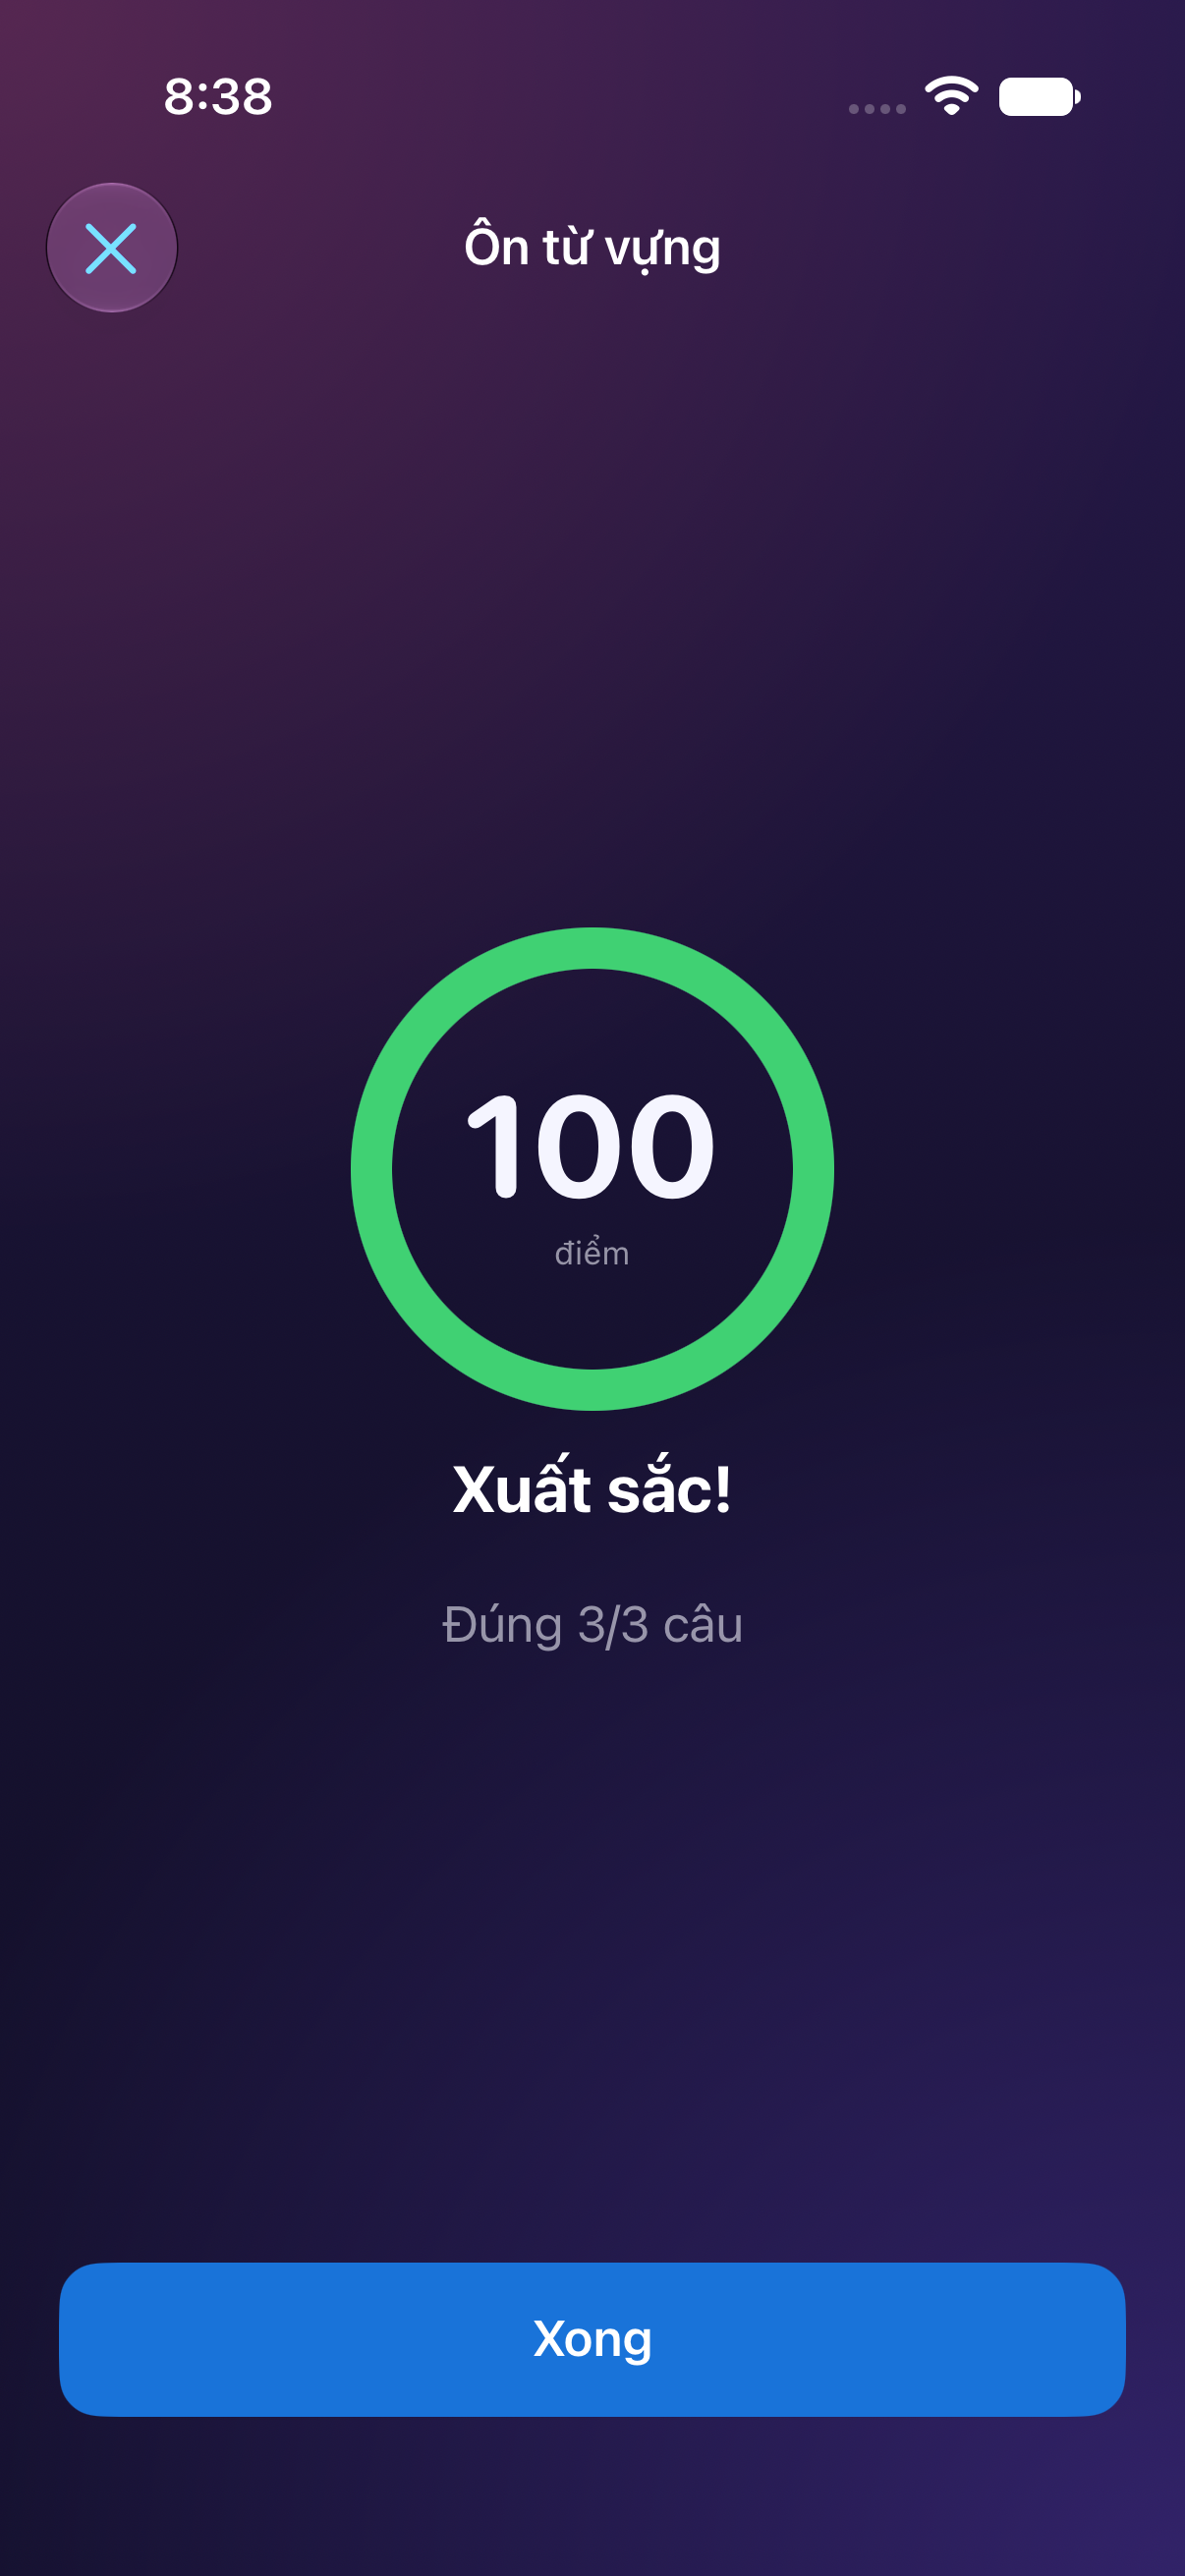 8:38
Ôn từ vựng
100
điểm
Xuất sắc!
Đúng 3/3 câu
Xong